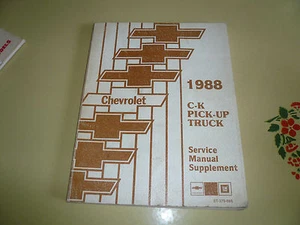 1988
Chevrolet
C-K
PICK-UP
TRUCK
Service
Manual
Supplement